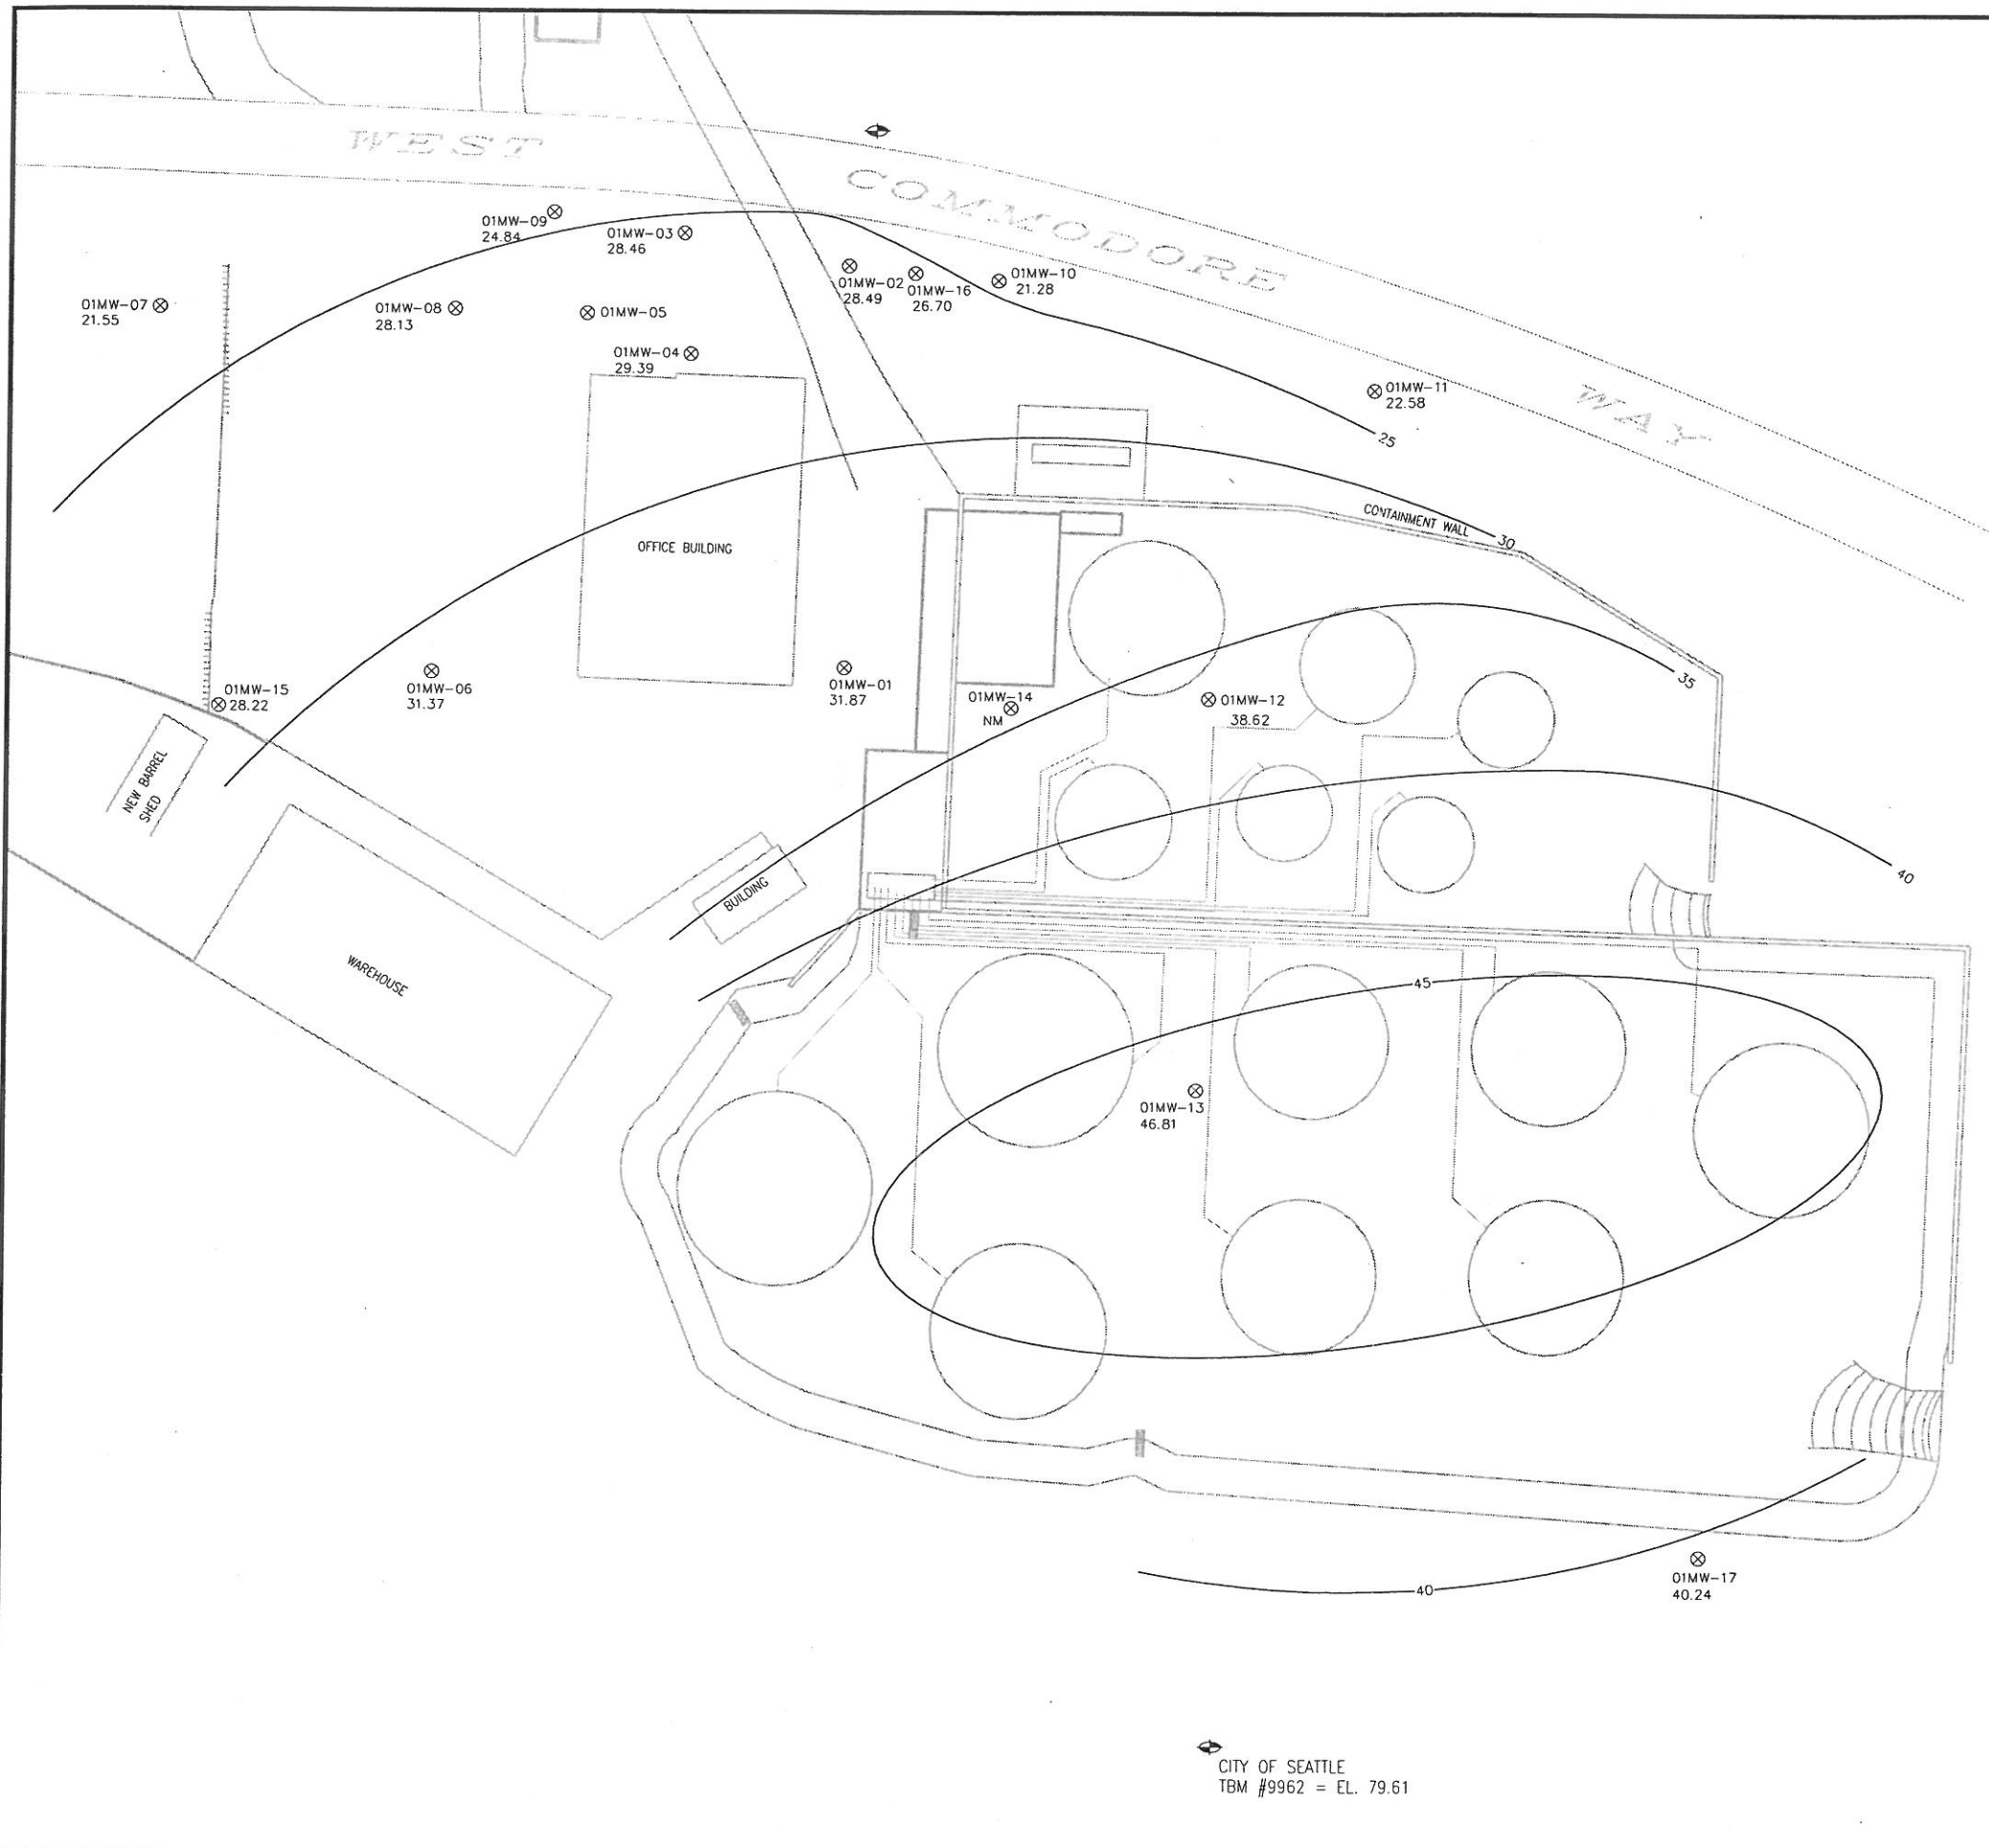 WEST
COMMODORE
WAY
01MW-09
24.84
01MW-03
28.46
01MW-02
28.49
01MW-16
26.70
01MW-10
21.28
01MW-07
21.55
01MW-08
28.13
01MW-05
01MW-04
29.39
01MW-11
22.58
25
CONTAINMENT WALL
30
OFFICE BUILDING
01MW-15
28.22
01MW-06
31.37
01MW-01
31.87
01MW-14
NM
01MW-12
38.62
35
NEW BARREL
SHED
BUILDING
40
WAREHOUSE
45
01MW-13
46.81
01MW-17
40.24
40
CITY OF SEATTLE
TBM #9962 = EL. 79.61